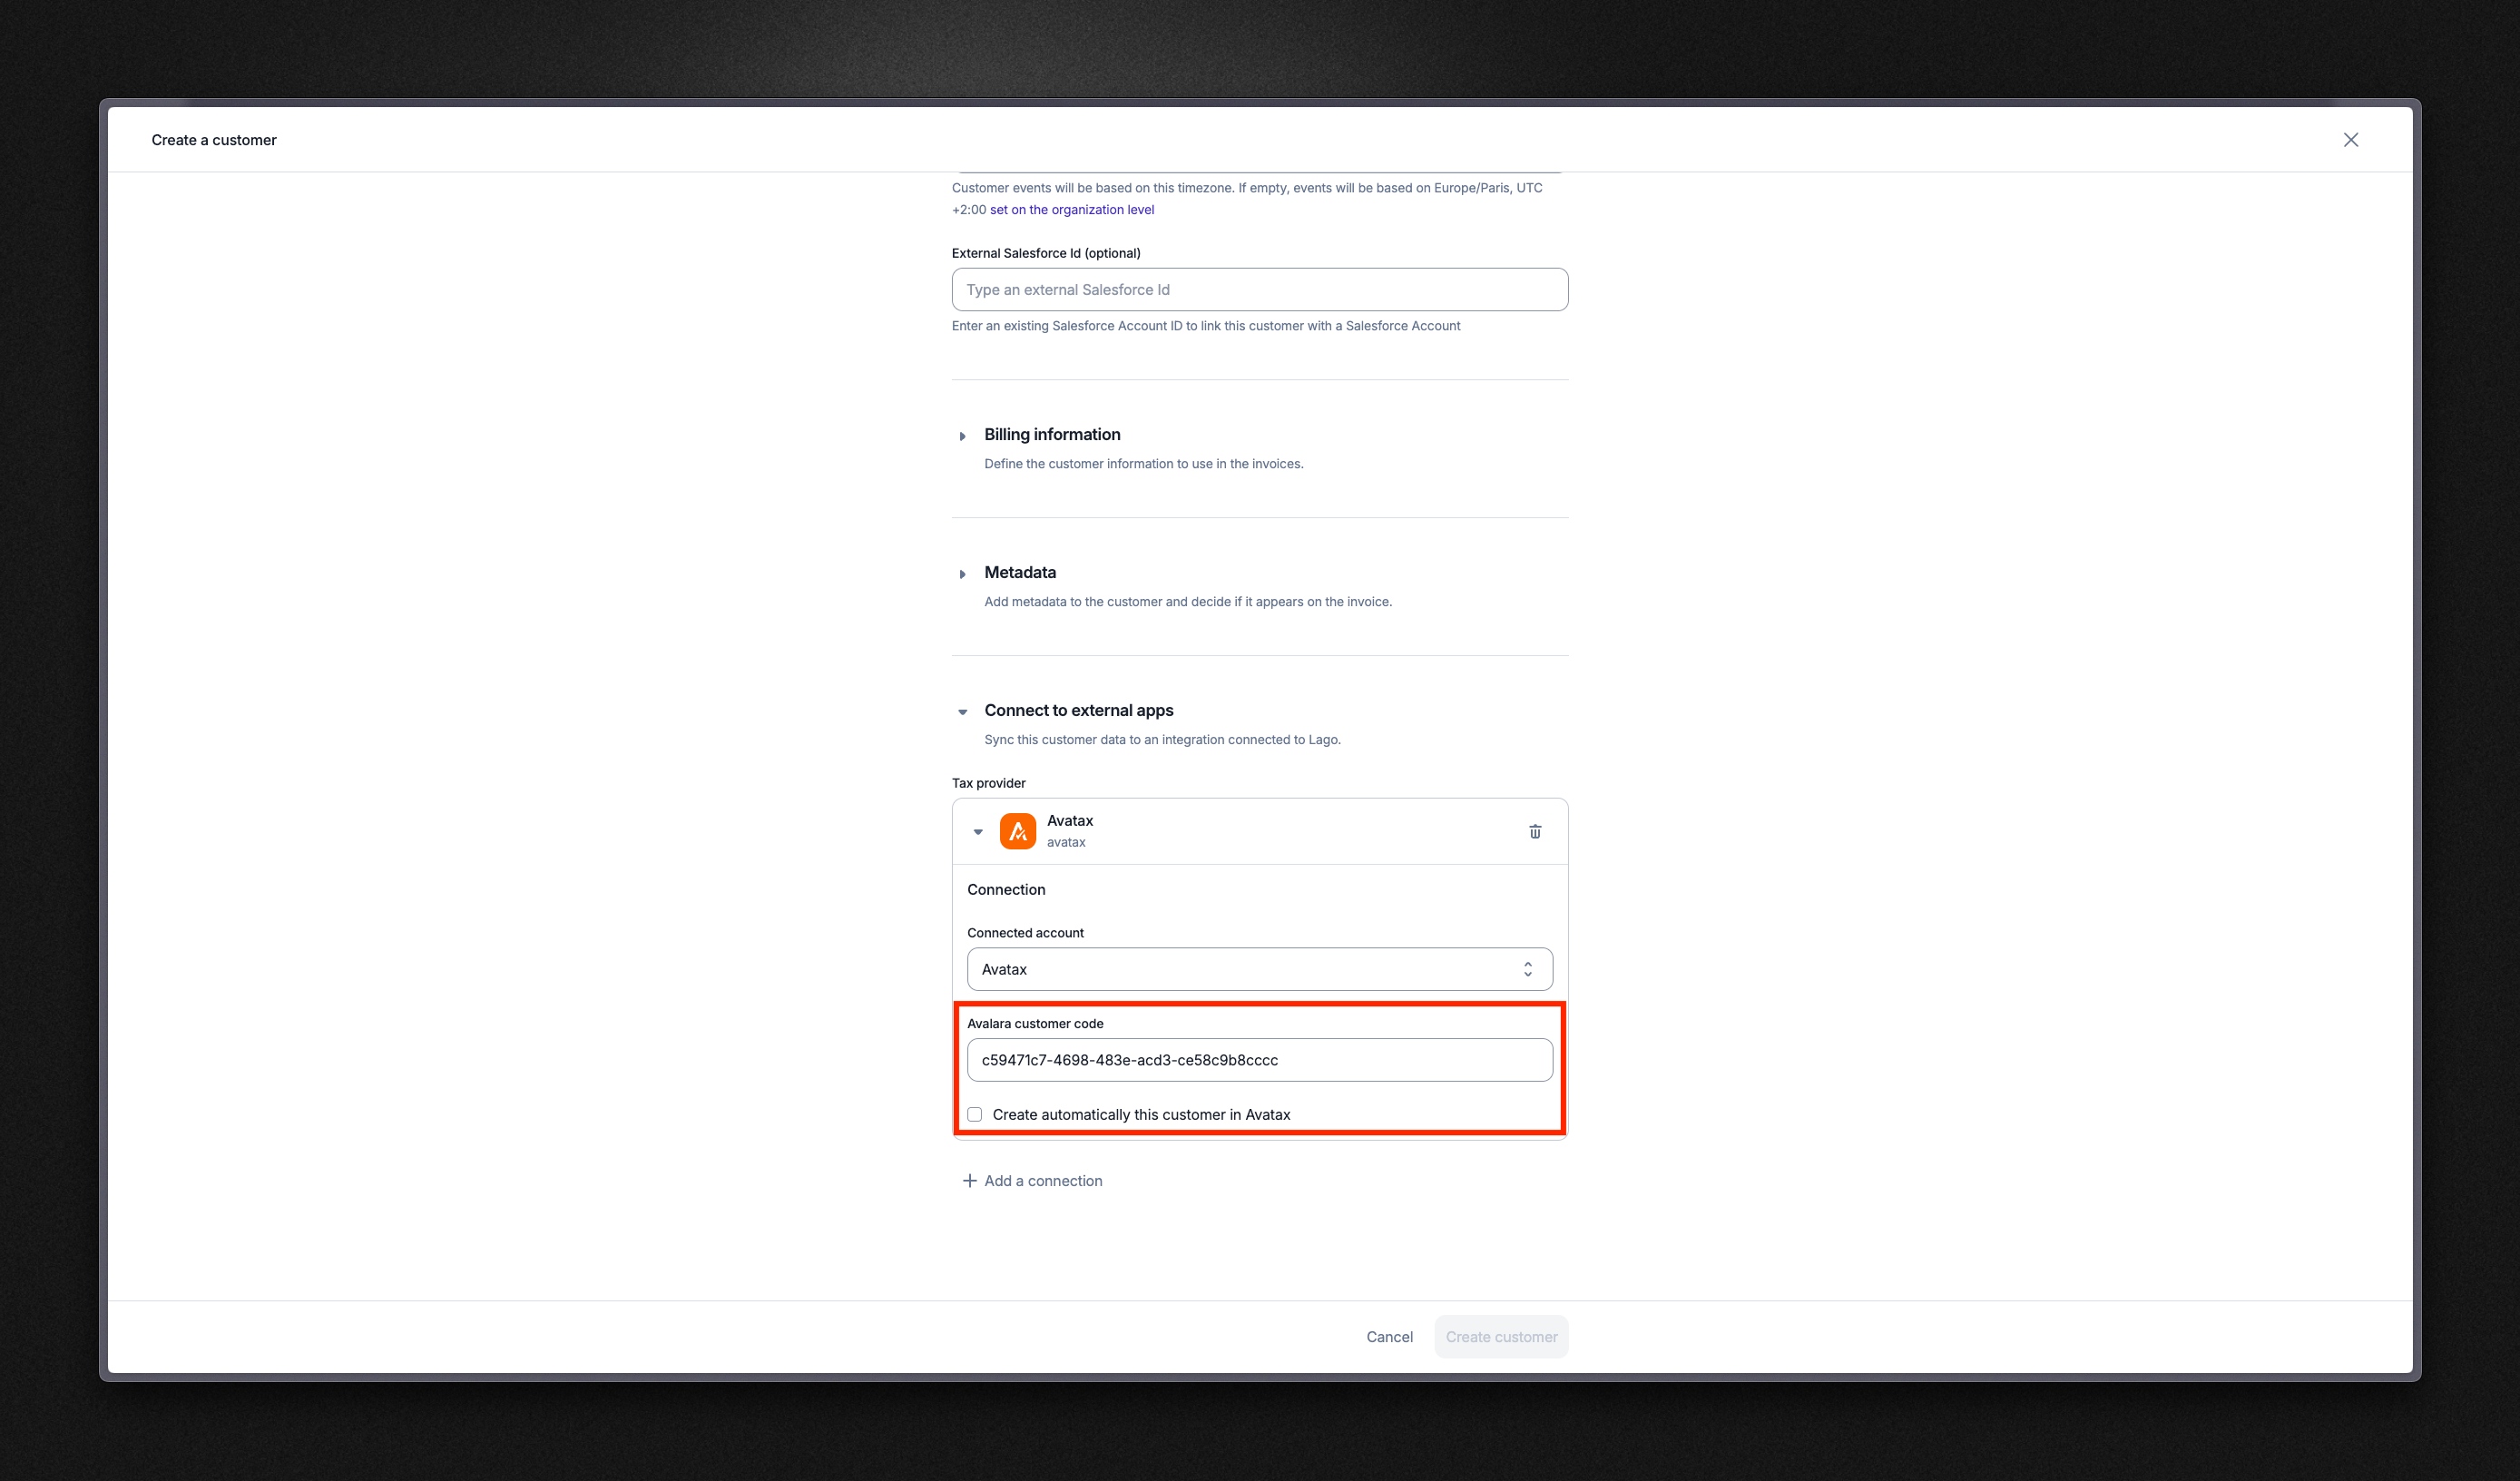 Create a customer
Customer events will be based on this timezone. If empty, events will be based on Europe/Paris, UTC
+2:00 set on the organization level
External Salesforce Id (optional)
Type an external Salesforce Id
Enter an existing Salesforce Account ID to link this customer with a Salesforce Account
Billing information
Define the customer information to use in the invoices.
Metadata
Add metadata to the customer and decide if it appears on the invoice.
Connect to external apps
Sync this customer data to an integration connected to Lago.
Tax provider
Avatax
avatax
Connection
Connected account
Avatax
Avalara customer code
c59471c7-4698-483e-acd3-ce58c9b8cccc
Create automatically this customer in Avatax
Add a connection
Cancel
Create customer